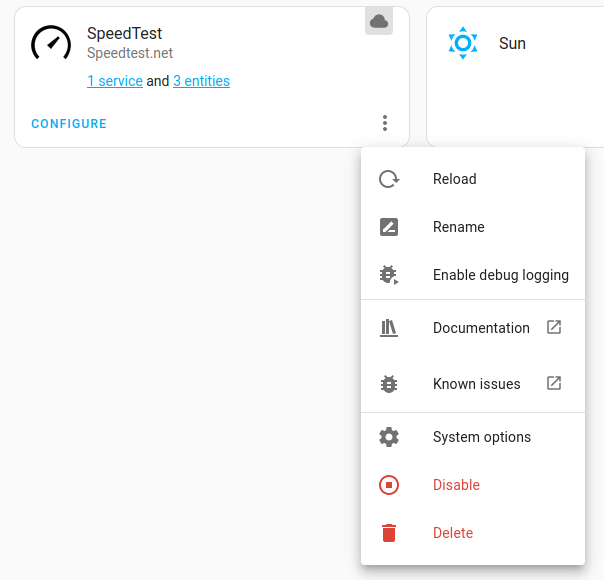 SpeedTest
Speedtest.net
1 service and 3 entities
CONFIGURE
Sun
Reload
Rename
Enable debug logging
Documentation
Known issues
System options
Disable
Delete